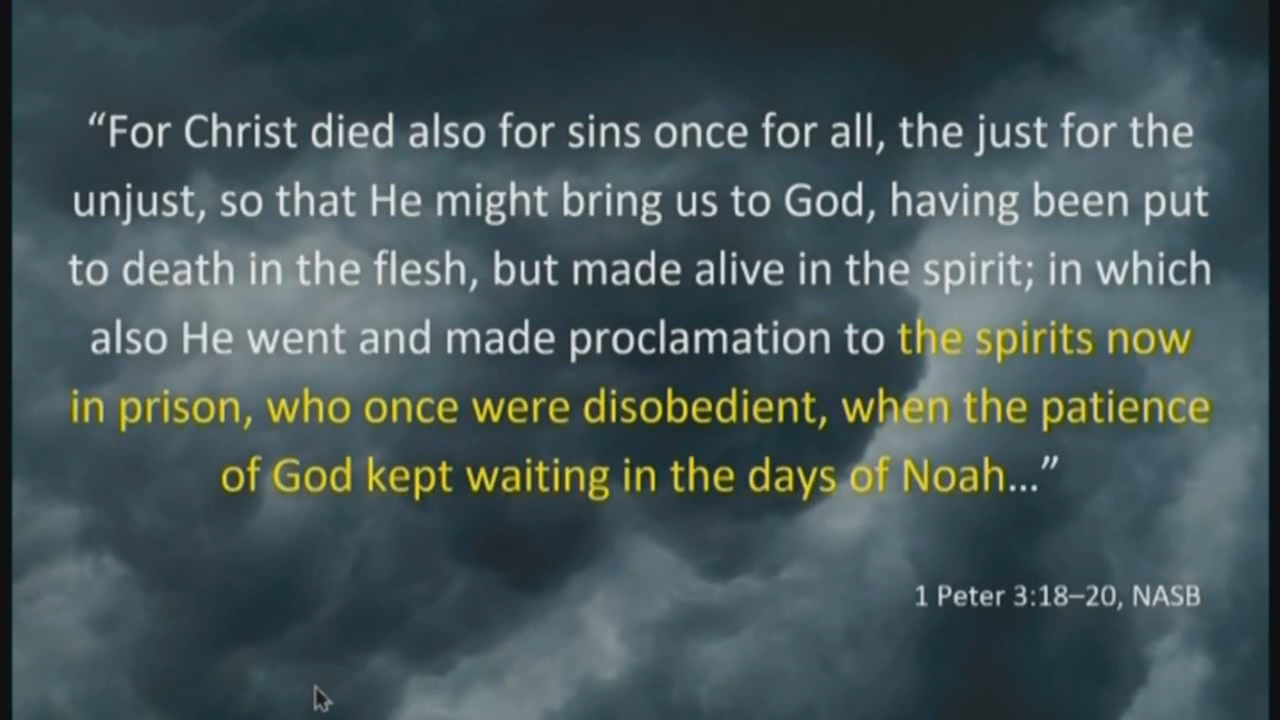 “For Christ died also for sins once for all, the just for the
unjust, so that He might bring us to God, having been put
to death in the flesh, but made alive in the spirit; in which
also He went and made proclamation to the spirits now
in prison, who once were disobedient, when the patience
of God kept waiting in the days of Noah...”
1 Peter 3:18–20, NASB